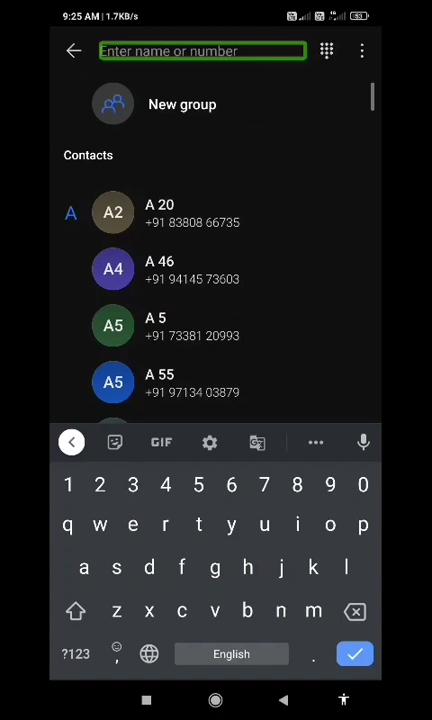 9:25 AM | 1.7KB/s
Enter name or number
New group
Contacts
A
A2
A 20
+91 83808 66735
A4
A 46
+91 94145 73603
A5
A 5
+91 73381 20993
A5
A 55
+91 97134 03879
GIF
1 2 3 4 5 6 7 8 9 0
q w e r t y u i o p
a s d f g h j k l
z x c v b n m
?123 , English .